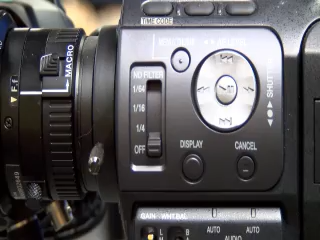 TIME CODE
MACRO
F.f
ND FILTER
1/64
1/16
1/4
OFF
SHUTTER
DISPLAY
CANCEL
GAIN
WHT.BAL
L
B
AUTO
AUTO
AUDIO